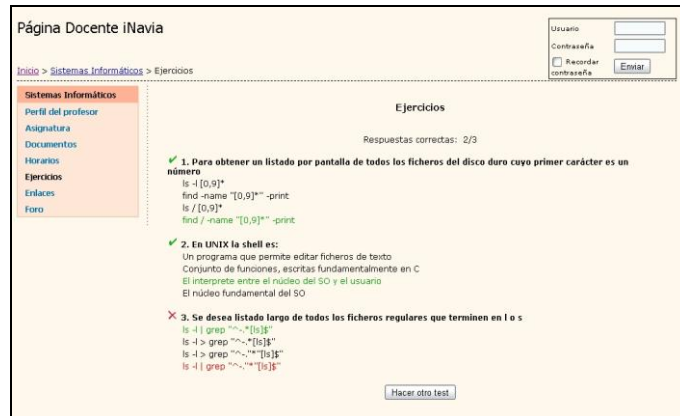 Página Docente iNavia
Usuario
Contraseña
Recordar
contraseña
Enviar
Inicio > Sistemas Informáticos > Ejercicios
Sistemas Informáticos
Perfil del profesor
Asignatura
Documentos
Horarios
Ejercicios
Enlaces
Foro
Ejercicios
Respuestas correctas: 2/3
1. Para obtener un listado por pantalla de todos los ficheros del disco duro cuyo primer carácter es un
número
ls -l [0,9]*
find -name "[0,9]*" -print
ls / [0,9]*
find / -name "[0,9]*" -print
2. En UNIX la shell es:
Un programa que permite editar ficheros de texto
Conjunto de funciones, escritas fundamentalmente en C
El interprete entre el núcleo del SO y el usuario
El núcleo fundamental del SO
3. Se desea listado largo de todos los ficheros regulares que terminen en l o s
ls -l | grep "^-.*[ls]$"
ls -l > grep "^-.*[ls]$"
ls -l > grep "^-."*"[ls]$"
ls -l | grep "^-."*"[ls]$"
Hacer otro test